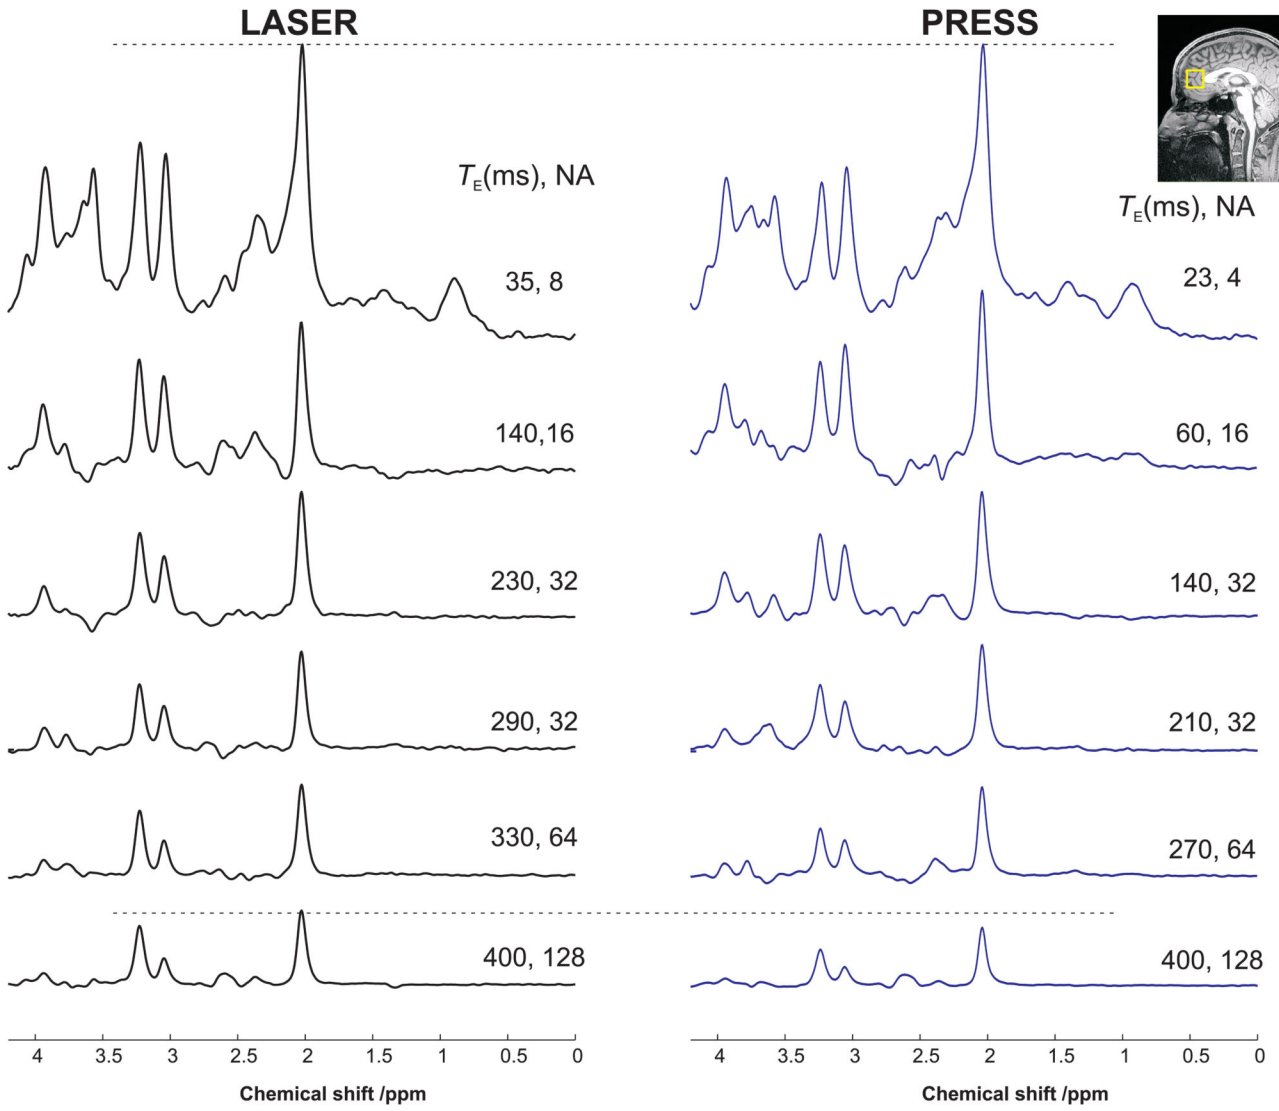 LASER
PRESS
T_E(ms), NA
T_E(ms), NA
35, 8
23, 4
140,16
60, 16
230, 32
140, 32
290, 32
210, 32
330, 64
270, 64
400, 128
400, 128
4 3.5 3 2.5 2 1.5 1 0.5 0
4 3.5 3 2.5 2 1.5 1 0.5 0
Chemical shift /ppm
Chemical shift /ppm